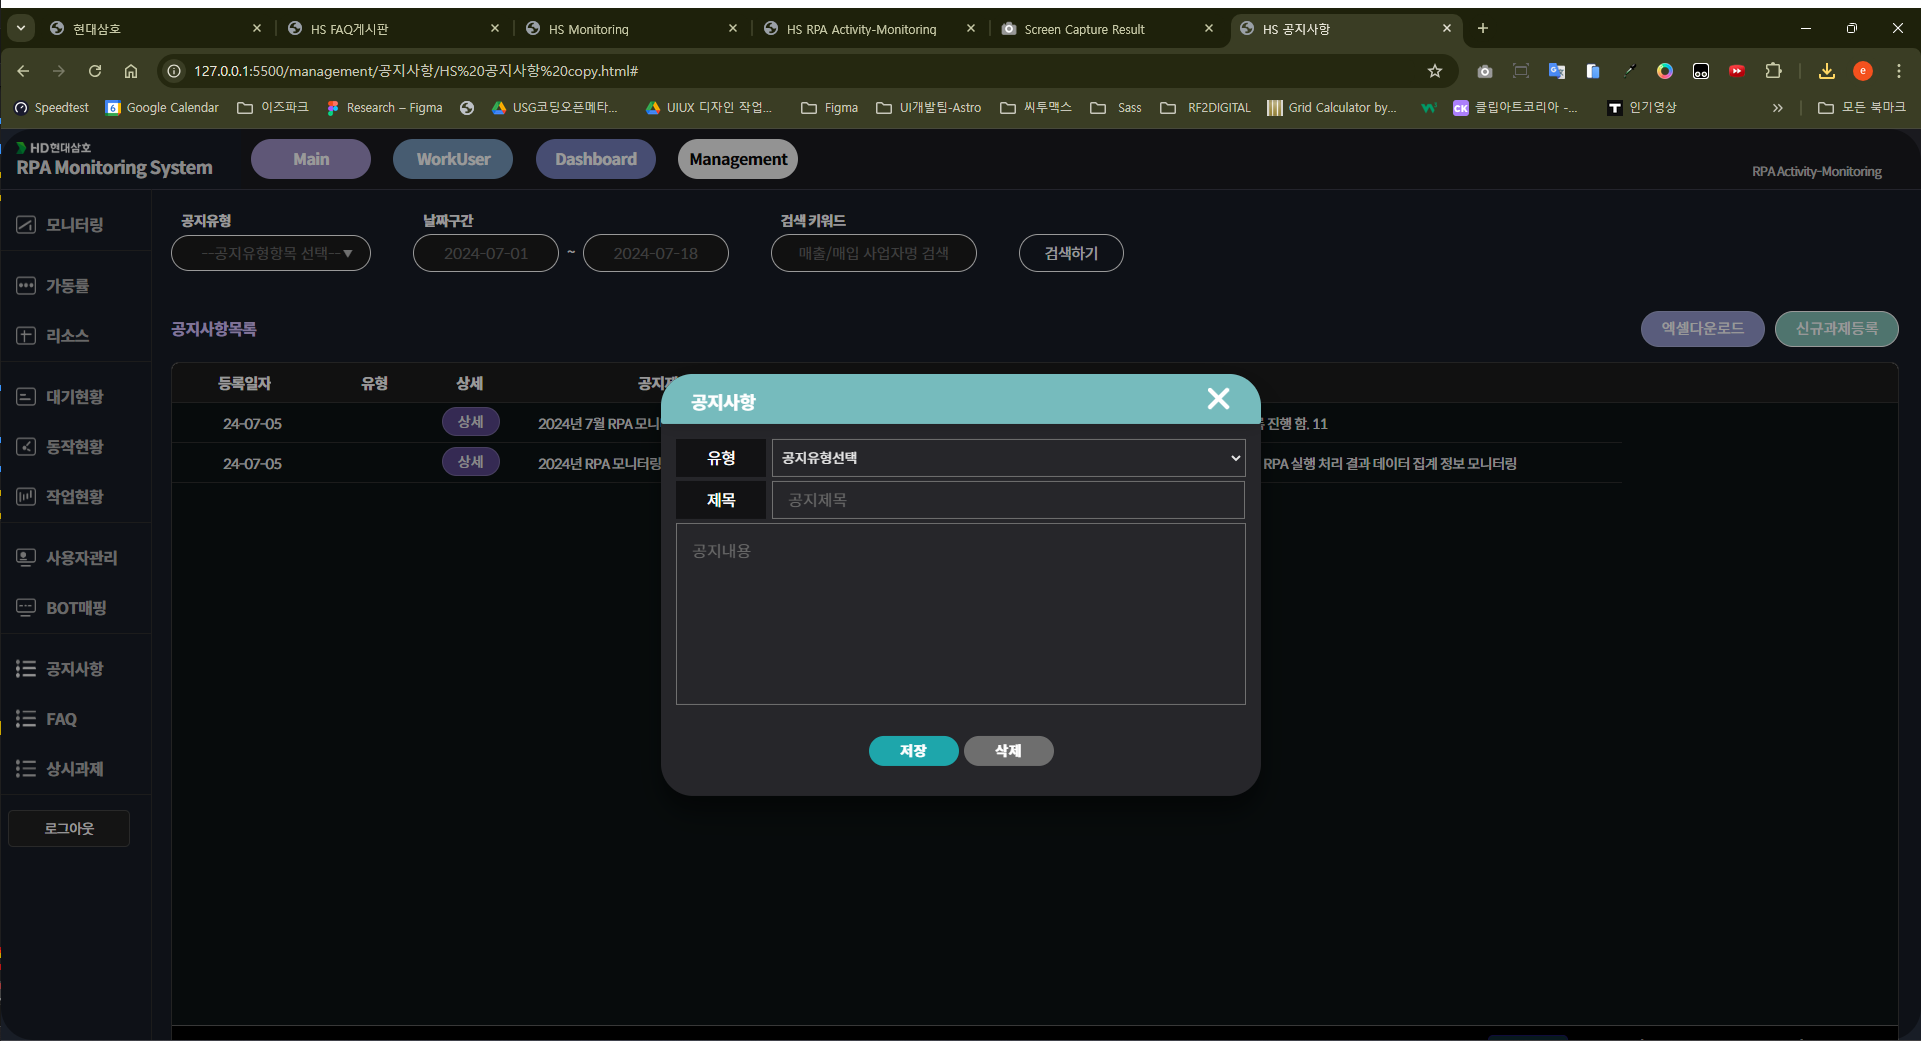 현대삼호
HS FAQ게시판
HS Monitoring
HS RPA Activity-Monitoring
Screen Capture Result
HS 공지사항
127.0.0.1:5500/management/공지사항/HS%20공지사항%20copy.html#
Speedtest
Google Calendar
이즈파크
Research – Figma
USG코딩오픈메타...
UIUX 디자인 작업...
Figma
UI개발팀-Astro
씨투맥스
Sass
RF2DIGITAL
Grid Calculator by...
클립아트코리아 -...
인기영상
모든 북마크
HD현대삼호
RPA Monitoring System
Main
WorkUser
Dashboard
Management
RPA Activity-Monitoring
모니터링
가동률
리소스
대기현황
동작현황
작업현황
사용자관리
BOT매핑
공지사항
FAQ
상시과제
로그아웃
공지유형
날짜구간
검색 키워드
--공지유형항목 선택--▼
2024-07-01
~
2024-07-18
매출/매입 사업자명 검색
검색하기
공지사항목록
엑셀다운로드
신규과제등록
등록일자
유형
상세
공지제
24-07-05
상세
2024년 7월 RPA 모니
진행 함. 11
24-07-05
상세
2024년 RPA 모니터링
RPA 실행 처리 결과 데이터 집계 정보 모니터링
공지사항
유형
공지유형선택
제목
공지제목
공지내용
저장
삭제